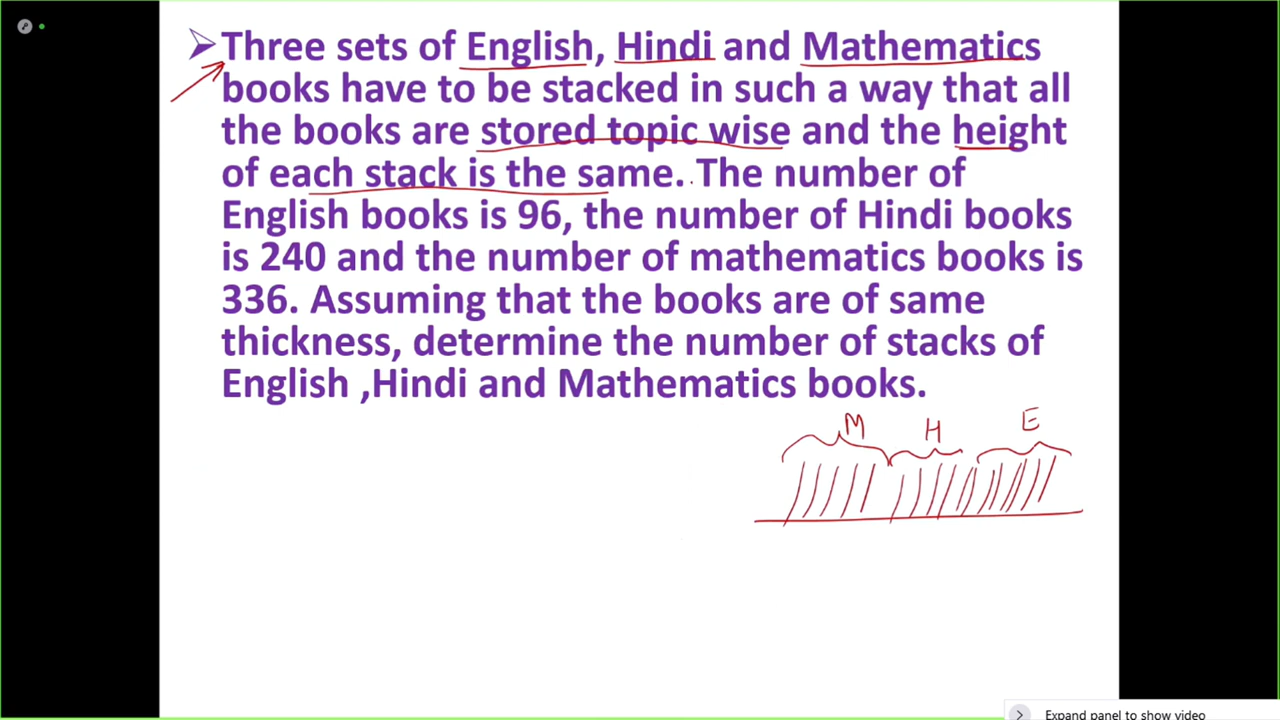 ➢Three sets of English, Hindi and Mathematics
books have to be stacked in such a way that all
the books are stored topic wise and the height
of each stack is the same. The number of
English books is 96, the number of Hindi books
is 240 and the number of mathematics books is
336. Assuming that the books are of same
thickness, determine the number of stacks of
English ,Hindi and Mathematics books.
M H E
Expand panel to show video